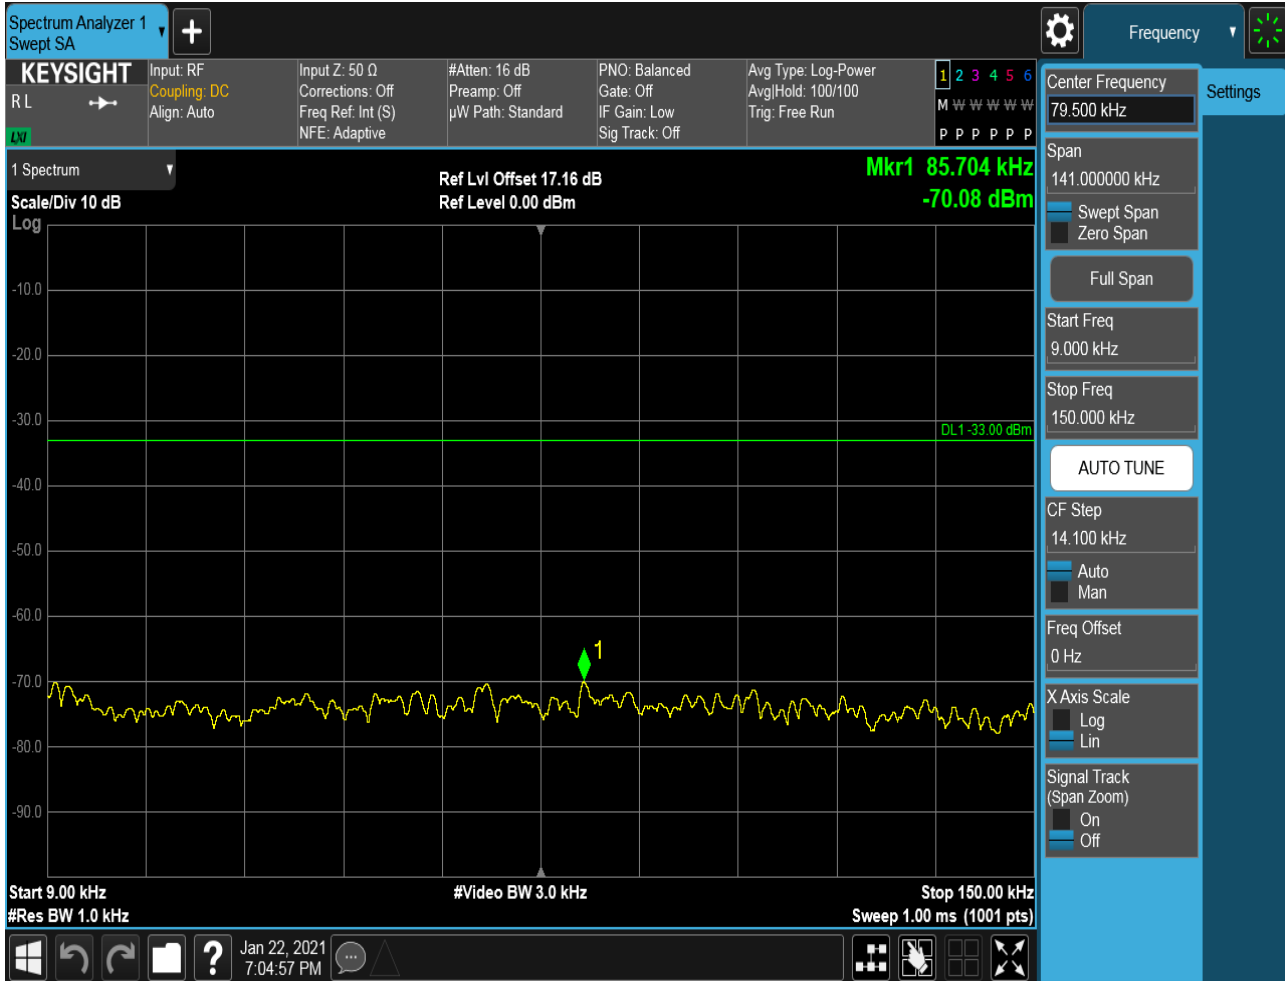 Spectrum Analyzer 1
Swept SA
+
Frequency
KEYSIGHT
R L
LXI
Input: RF
Coupling: DC
Align: Auto
Input Z: 50 Ω
Corrections: Off
Freq Ref: Int (S)
NFE: Adaptive
#Atten: 16 dB
Preamp: Off
µW Path: Standard
PNO: Balanced
Gate: Off
IF Gain: Low
Sig Track: Off
Avg Type: Log-Power
Avg|Hold: 100/100
Trig: Free Run
1 2 3 4 5 6
M W W W W W
P P P P P P
1 Spectrum
Scale/Div 10 dB
Log
Ref Lvl Offset 17.16 dB
Ref Level 0.00 dBm
Mkr1 85.704 kHz
-70.08 dBm
-10.0
-20.0
-30.0
DL1 -33.00 dBm
-40.0
-50.0
-60.0
1
-70.0
-80.0
-90.0
Start 9.00 kHz
#Res BW 1.0 kHz
#Video BW 3.0 kHz
Stop 150.00 kHz
Sweep 1.00 ms (1001 pts)
Center Frequency
79.500 kHz
Settings
Span
141.000000 kHz
Swept Span
Zero Span
Full Span
Start Freq
9.000 kHz
Stop Freq
150.000 kHz
AUTO TUNE
CF Step
14.100 kHz
Auto
Man
Freq Offset
0 Hz
X Axis Scale
Log
Lin
Signal Track
(Span Zoom)
On
Off
?
Jan 22, 2021
7:04:57 PM